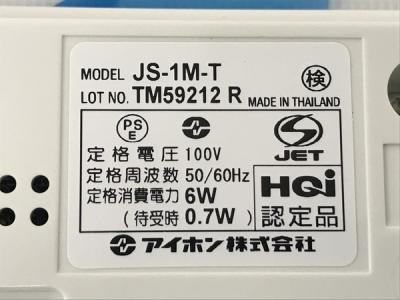 MODEL JS-1M-T 検
LOT NO. TM59212 R MADE IN THAILAND
PS
E
JET
定格電圧 100V
定格周波数 50/60Hz
定格消費電力 6W
(待受時 0.7W)
HQi
認定品
アイホン株式会社